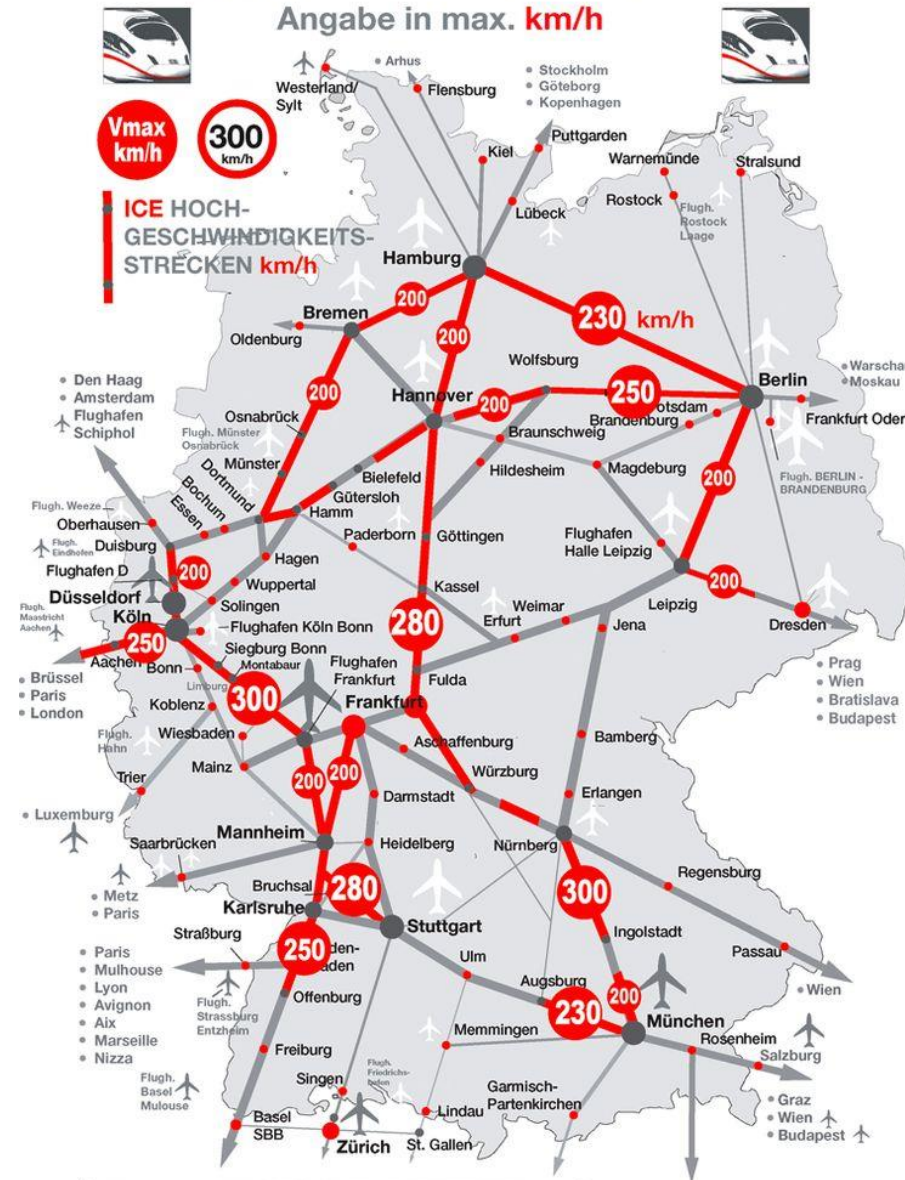 Angabe in max. km/h
Vmax
km/h
300
km/h
ICE HOCH-
GESCHWINDIGKEITS-
STRECKEN km/h
Westerland/
Sylt
Arhus
Flensburg
Stockholm
Göteborg
Kopenhagen
Kiel
Puttgarden
Lübeck
Warnemünde
Stralsund
Rostock
Flugh.
Rostock
Laage
Hamburg
200
230 km/h
Bremen
200
Oldenburg
200
Wolfsburg
Hannover
200
250
Berlin
Warscha
Moskau
otsdam
Brandenburg
Frankfurt Oder
Den Haag
Amsterdam
Flughafen
Schiphol
Osnabrück
Flugh. Münster
Osnabrück
Münster
Braunschweig
Hildesheim
Magdeburg
200
Flugh. BERLIN -
BRANDENBURG
Bielefeld
Gütersloh
Hamm
Dortmund
Bochum
Essen
Flugh. Weeze
Oberhausen
Flugh.
Eindhofen
Duisburg
Flughafen D
200
Hagen
Paderborn
Göttingen
Flughafen
Halle Leipzig
Wuppertal
Düsseldorf
Solingen
Kassel
200
Leipzig
Dresden
Flugh.
Maastricht
Aachen
Köln
250
Flughafen Köln Bonn
280
Weimar
Erfurt
Jena
Aachen
Bonn
Siegburg Bonn
Montabaur
Limburg
Brüssel
Paris
London
300
Flughafen
Frankfurt
Fulda
Prag
Wien
Bratislava
Budapest
Koblenz
Frankfurt
Flugh.
Hahn
Wiesbaden
Mainz
Aschaffenburg
Bamberg
Trier
200
200
Würzburg
Darmstadt
Erlangen
Luxemburg
Mannheim
Saarbrücken
Heidelberg
Nürnberg
Metz
Paris
Bruchsal
280
300
Regensburg
Karlsruhe
Stuttgart
Straßburg
250
den-
aden
Ingolstadt
Passau
Wien
Paris
Mulhouse
Lyon
Avignon
Aix
Marseille
Nizza
Flugh.
Strassburg
Entzheim
Offenburg
Ulm
Augsburg
230
200
München
Memmingen
Rosenheim
Salzburg
Freiburg
Flugh.
Basel
Mulouse
Singen
Flugh.
Friedrichs-
hafen
Garmisch-
Partenkirchen
Basel
SBB
Zürich
Lindau
St. Gallen
Graz
Wien
Budapest